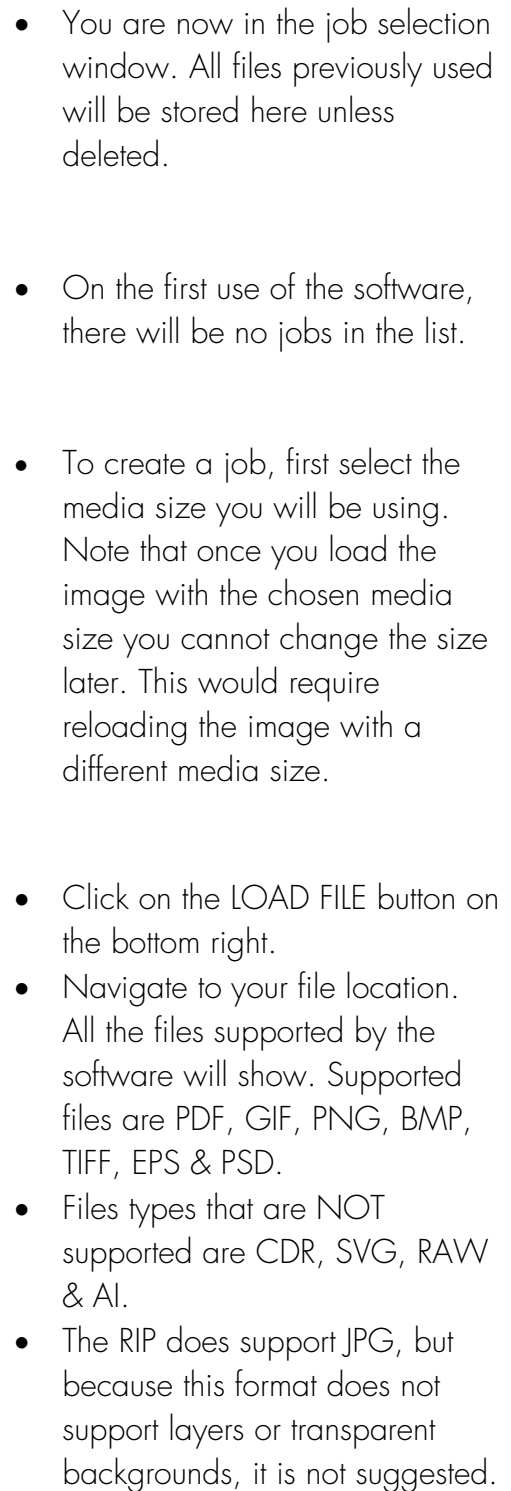 • You are now in the job selection
window. All files previously used
will be stored here unless
deleted.
• On the first use of the software,
there will be no jobs in the list.
• To create a job, first select the
media size you will be using.
Note that once you load the
image with the chosen media
size you cannot change the size
later. This would require
reloading the image with a
different media size.
• Click on the LOAD FILE button on
the bottom right.
• Navigate to your file location.
All the files supported by the
software will show. Supported
files are PDF, GIF, PNG, BMP,
TIFF, EPS & PSD.
• Files types that are NOT
supported are CDR, SVG, RAW
& AI.
• The RIP does support JPG, but
because this format does not
support layers or transparent
backgrounds, it is not suggested.